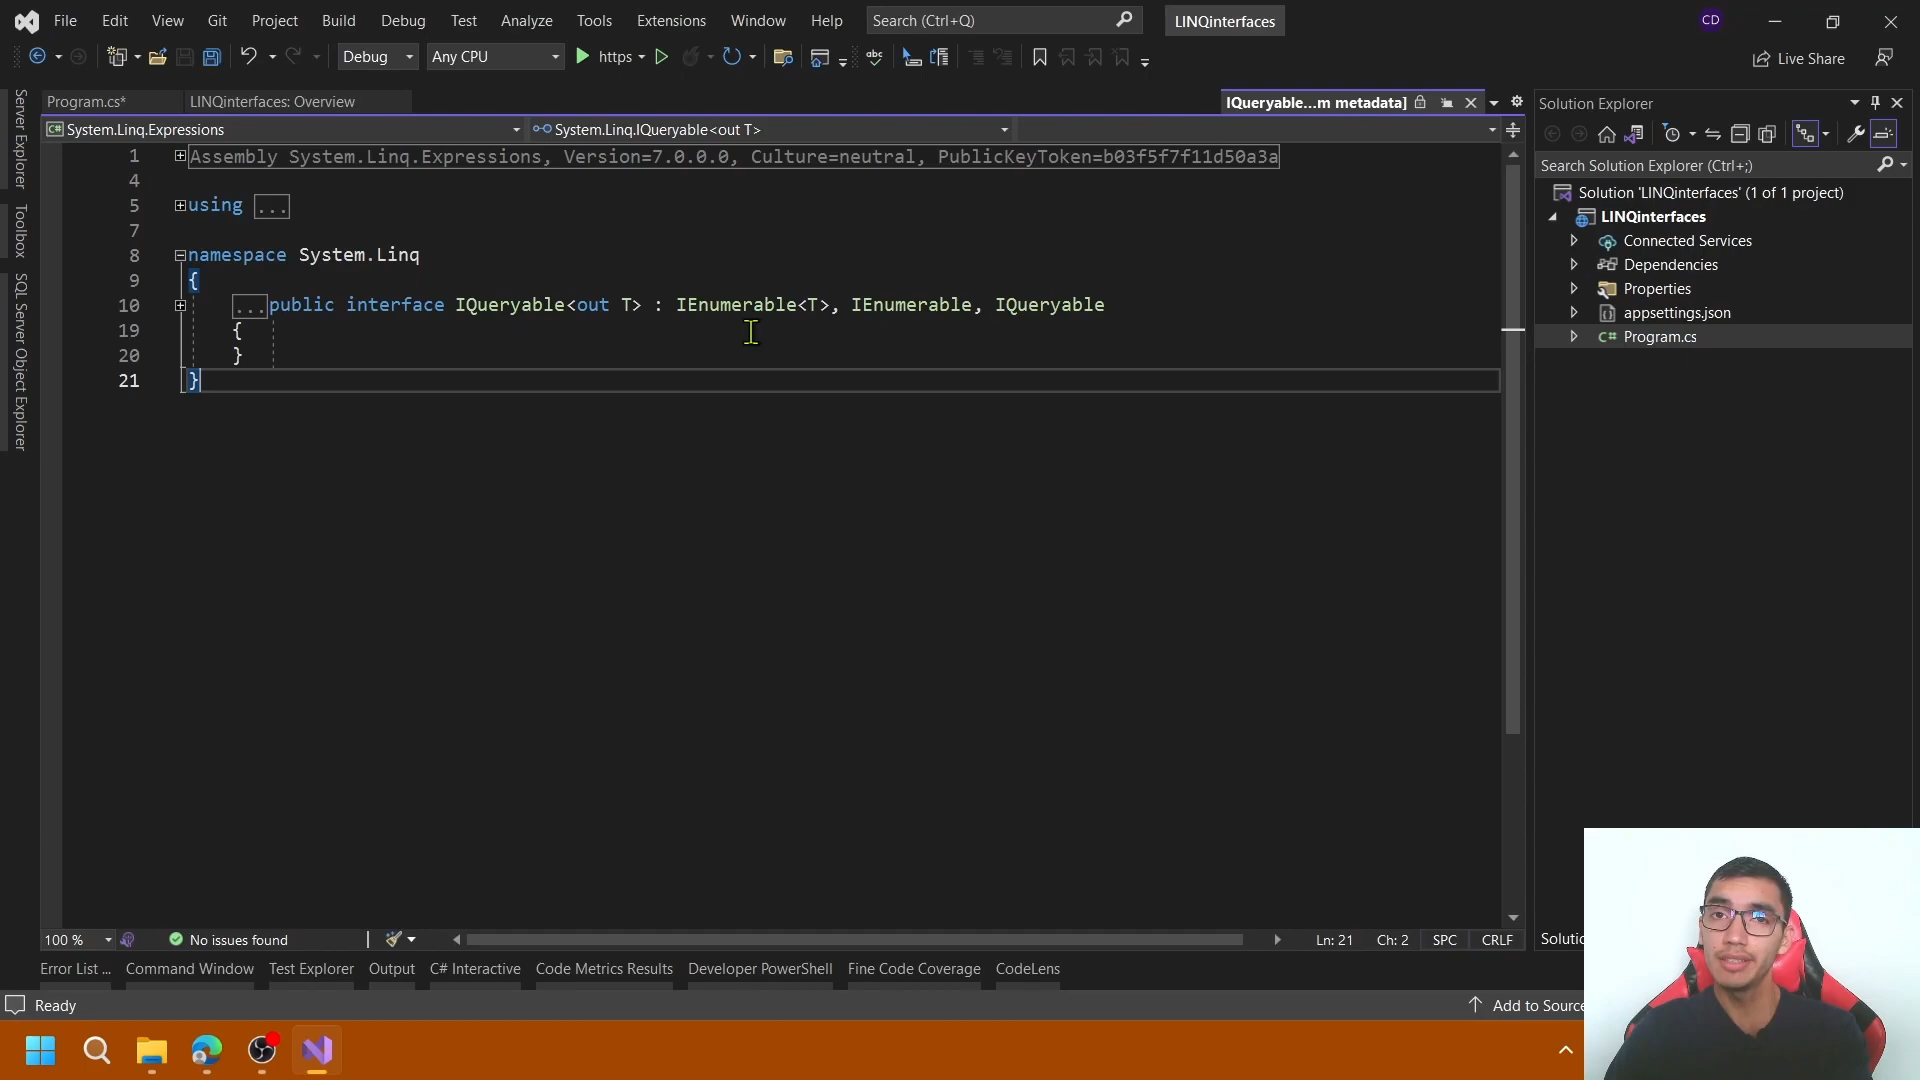 File Edit View Git Project Build Debug Test Analyze Tools Extensions Window Help Search (Ctrl+Q) LINQinterfaces CD
Debug Any CPU https abc Live Share
Program.cs* LINQinterfaces: Overview IQueryable...m metadata] Solution Explorer
C# System.Linq.Expressions System.Linq.IQueryable<out T>
Search Solution Explorer (Ctrl+;)
Solution 'LINQinterfaces' (1 of 1 project)
LINQinterfaces
Connected Services
Dependencies
Properties
appsettings.json
C# Program.cs
Server Explorer
Toolbox
SQL Server Object Explorer
1 Assembly System.Linq.Expressions, Version=7.0.0.0, Culture=neutral, PublicKeyToken=b03f5f7f11d50a3a
4
5 using ...
7
8 namespace System.Linq
9 {
10 ...public interface IQueryable<out T> : IEnumerable<T>, IEnumerable, IQueryable
19 {
20 }
21 }
100 % No issues found Ln: 21 Ch: 2 SPC CRLF Solutio
Error List ... Command Window Test Explorer Output C# Interactive Code Metrics Results Developer PowerShell Fine Code Coverage CodeLens
Ready Add to Source